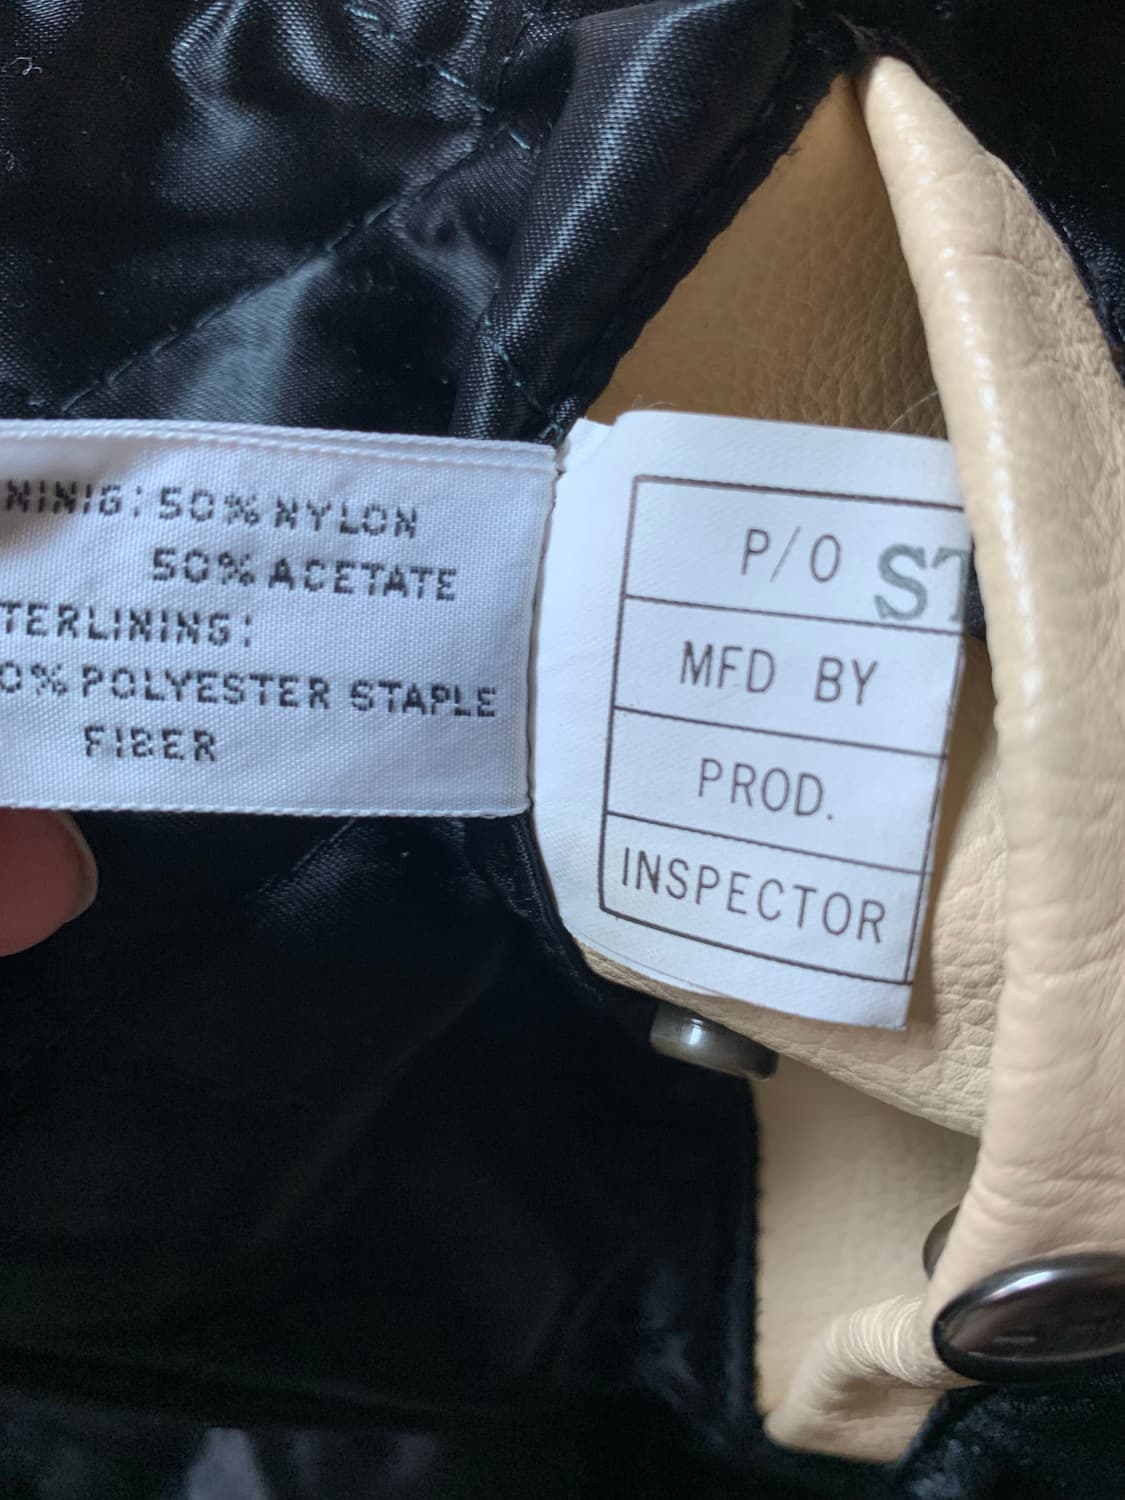 NINIG: 50% NYLON
50% ACETATE
TERLINING:
0% POLYESTER STAPLE
FIBER
P/O ST
MFD BY
PROD.
INSPECTOR